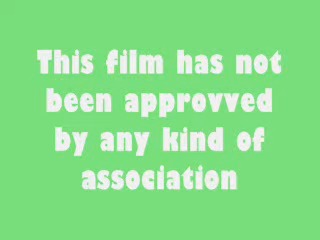 This film has not
been approvved
by any kind of
association